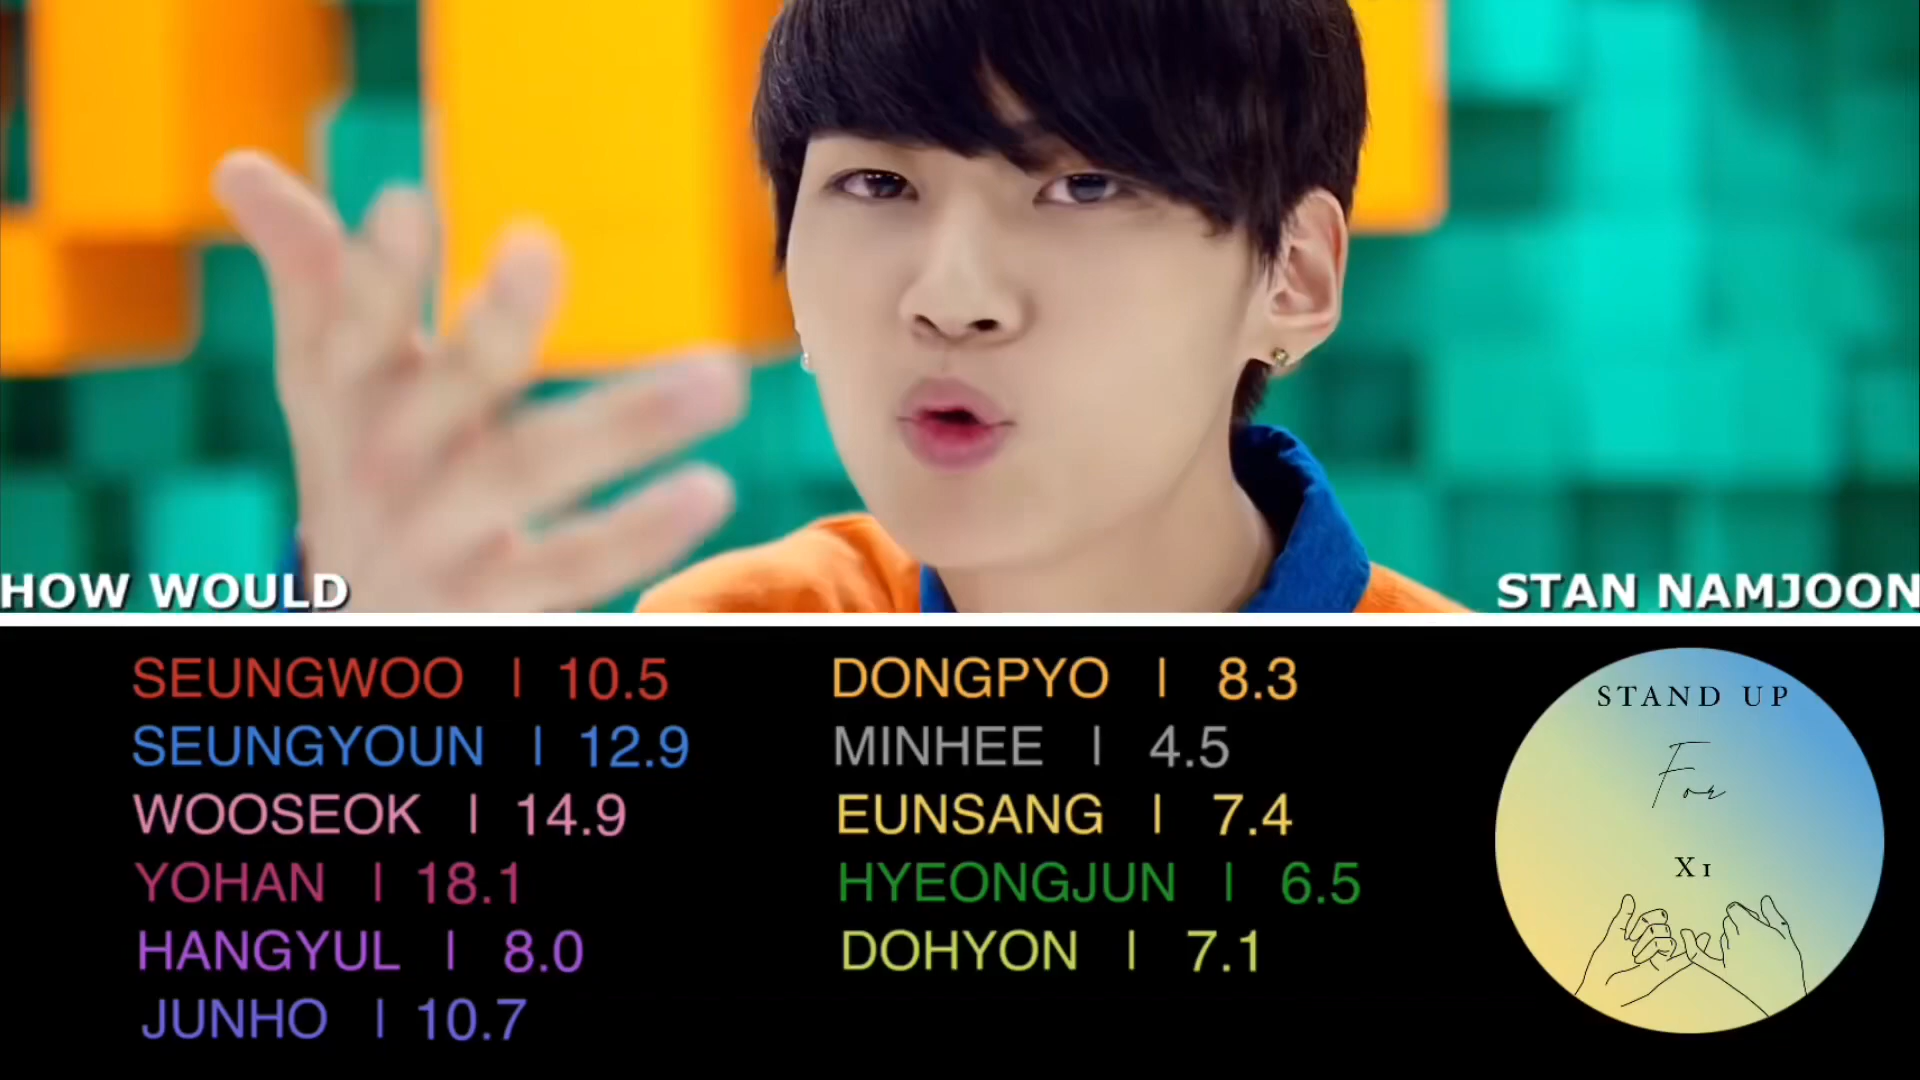 HOW WOULD
STAN NAMJOON
SEUNGWOO | 10.5
SEUNGYOUN | 12.9
WOOSEOK | 14.9
YOHAN | 18.1
HANGYUL | 8.0
JUNHO | 10.7
DONGPYO | 8.3
MINHEE | 4.5
EUNSANG | 7.4
HYEONGJUN | 6.5
DOHYON | 7.1
STAND UP
For
X1